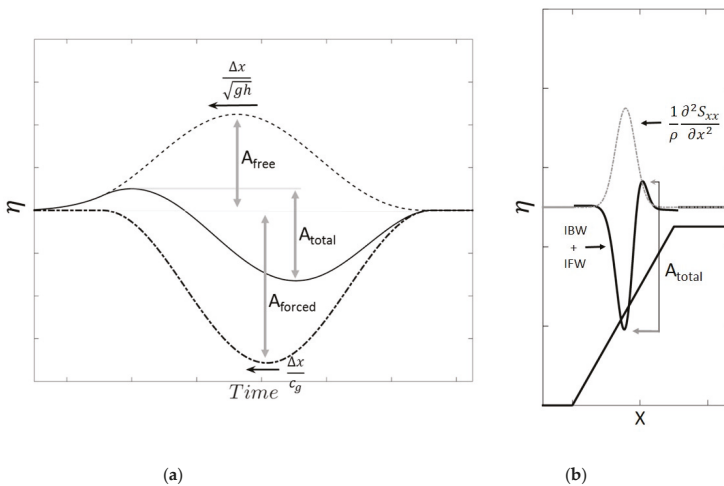 Δx
√gh
A_free
η
A_total
A_forced
Δx
c_g
Time
(a)
1 ∂²S_xx
ρ ∂x²
η
IBW
+
IFW
A_total
X
(b)